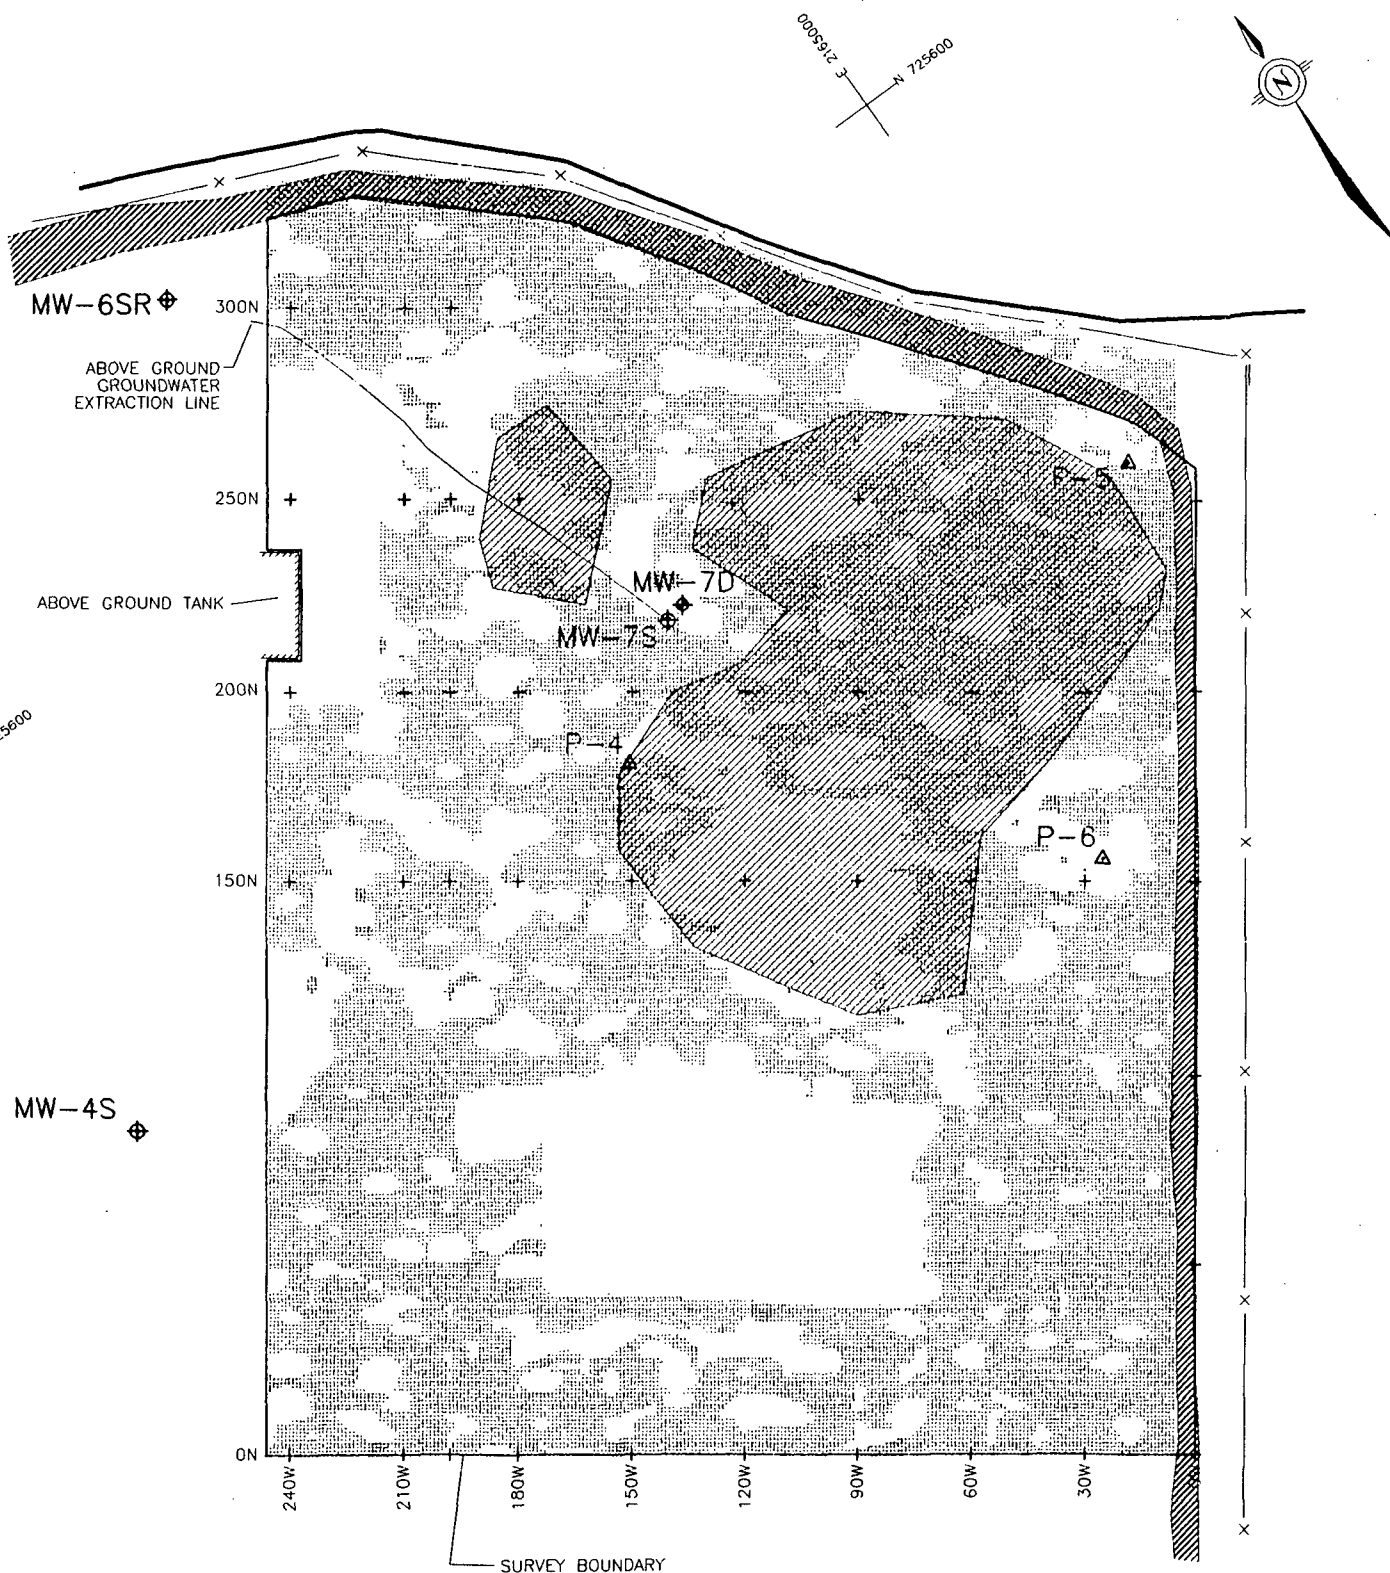 E 2165000
N 725600
N
MW-6SR
300N
ABOVE GROUND
GROUNDWATER
EXTRACTION LINE
P-5
250N
MW-7D
ABOVE GROUND TANK
MW-7S
200N
25600
P-4
P-6
150N
MW-4S
0N
240W
210W
180W
150W
120W
90W
60W
30W
SURVEY BOUNDARY